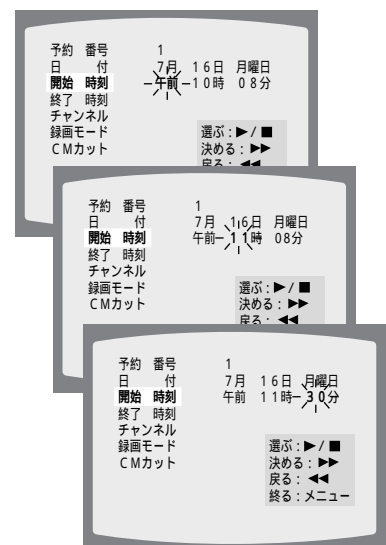 予約 番号 1
日 付 7月 16日 月曜日
開始 時刻 午前 10時 08分
終了 時刻
チャンネル
録画モード
CMカット
選ぶ:▶/■
決める:▶▶
戻る:◀◀
予約 番号 1
日 付 7月 16日 月曜日
開始 時刻 午前 11時 08分
終了 時刻
チャンネル
録画モード
CMカット
選ぶ:▶/■
決める:▶▶
戻る:◀◀
予約 番号 1
日 付 7月 16日 月曜日
開始 時刻 午前 11時 30分
終了 時刻
チャンネル
録画モード
CMカット
選ぶ:▶/■
決める:▶▶
戻る:◀◀
終る:メニュー